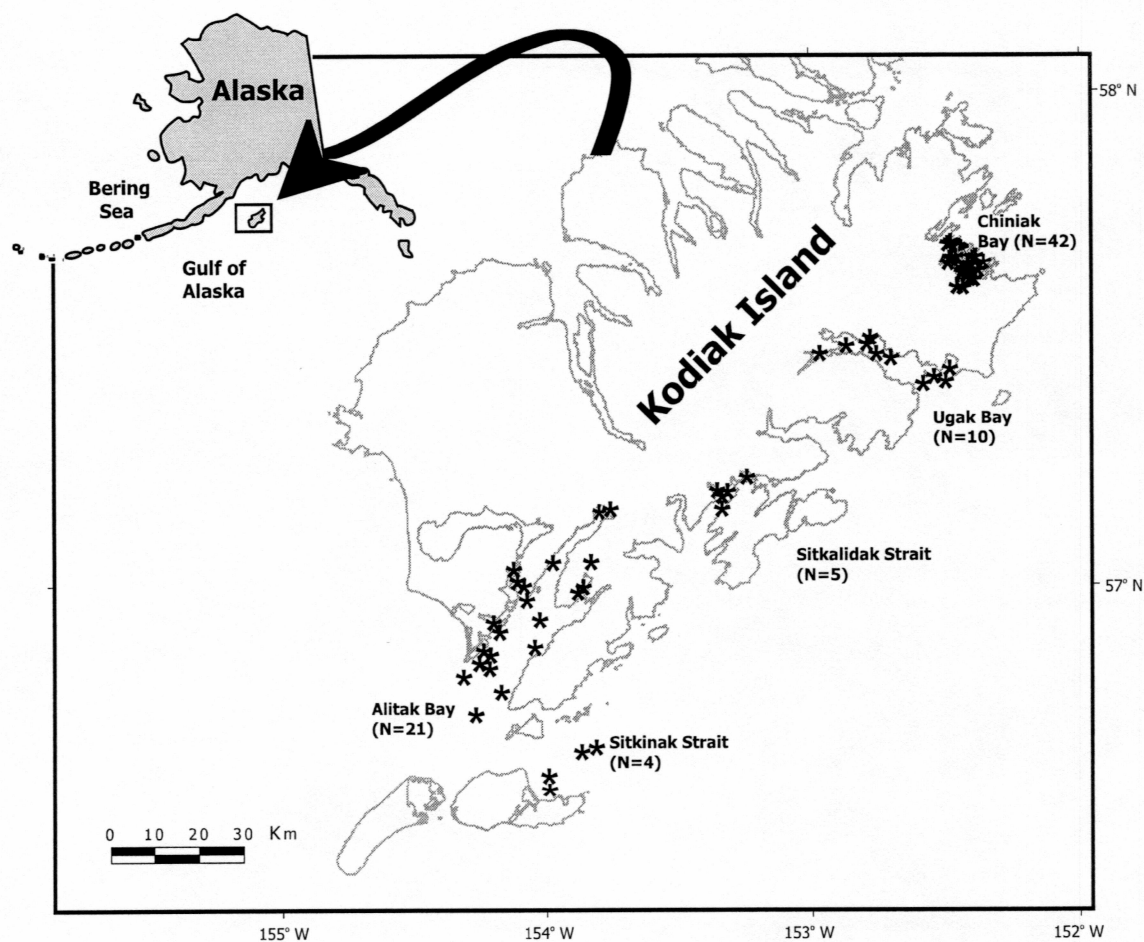 Alaska
Bering
Sea
Gulf of
Alaska
58° N
Chiniak
Bay (N=42)
Kodiak Island
Ugak Bay
(N=10)
Sitkalidak Strait
(N=5)
57° N
Alitak Bay
(N=21)
Sitkinak Strait
(N=4)
0 10 20 30 Km
155° W
154° W
153° W
152° W